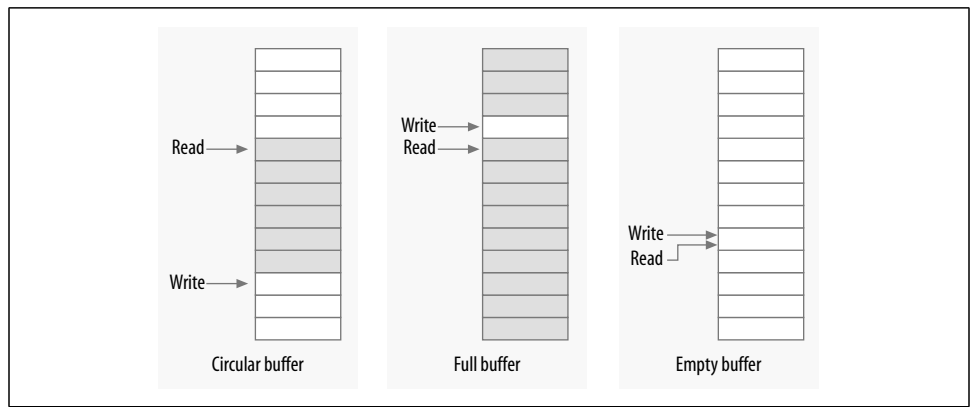 Read
Write
Circular buffer
Write
Read
Full buffer
Write
Read
Empty buffer